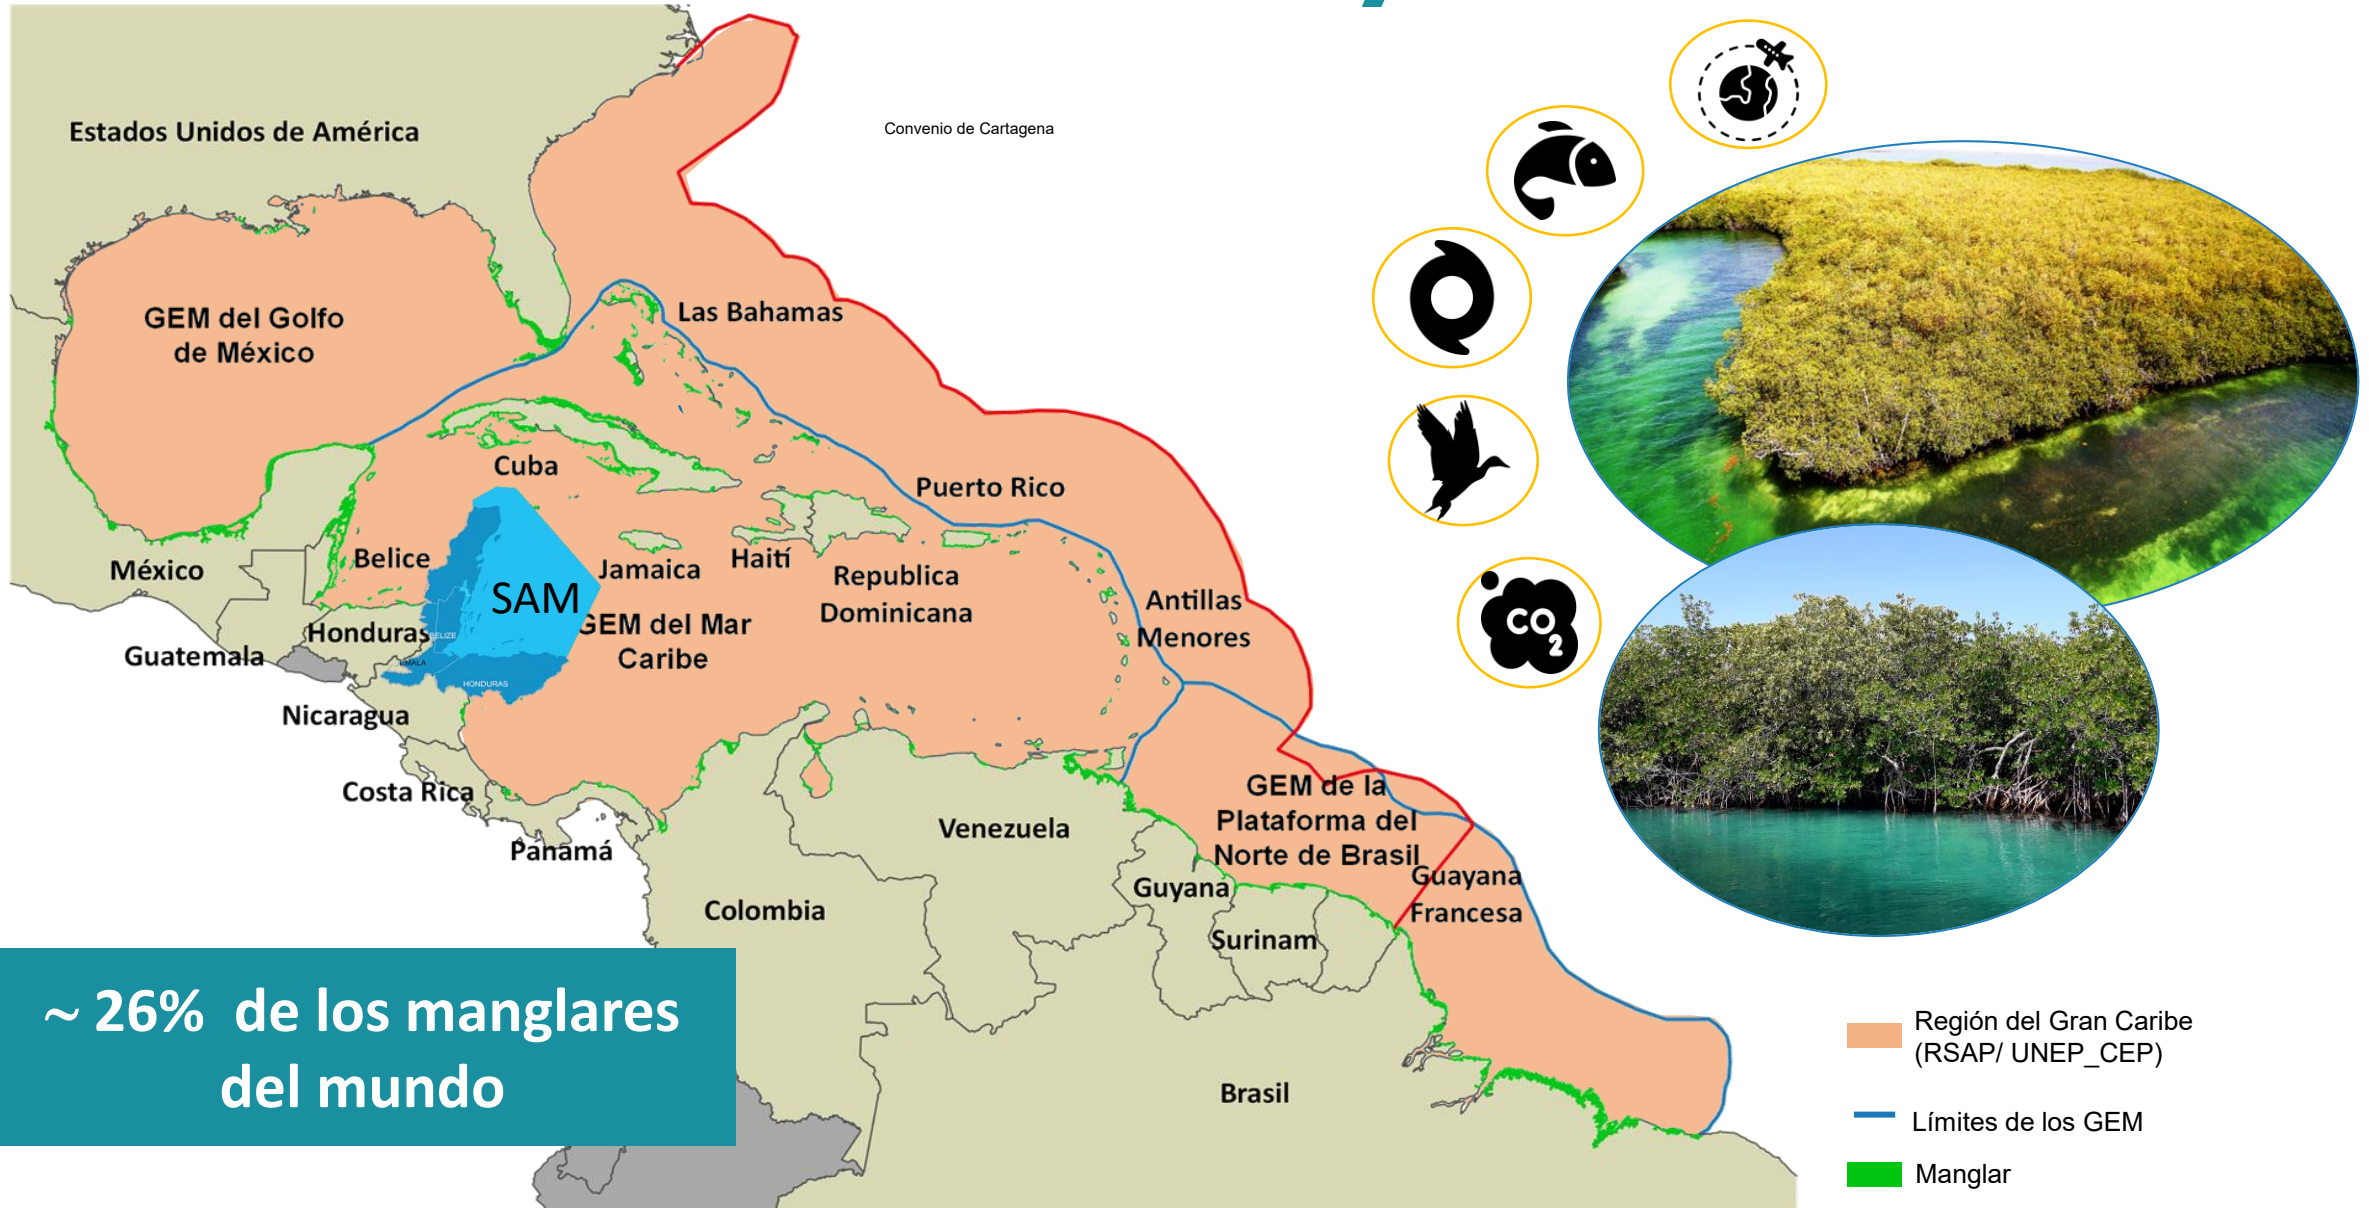 Convenio de Cartagena
Estados Unidos de América
GEM del Golfo
de México
Las Bahamas
Cuba
Puerto Rico
México
Belice
SAM
Jamaica
Haití
Republica
Dominicana
Antillas
Menores
GEM del Mar
Caribe
Honduras
BELIZE
Guatemala
HONDURAS
Nicaragua
Costa Rica
Panamá
Colombia
Venezuela
GEM de la
Plataforma del
Norte de Brasil
Guayana
Francesa
Guyana
Surinam
Brasil
CO2
~ 26% de los manglares
del mundo
Región del Gran Caribe
(RSAP/ UNEP_CEP)
Límites de los GEM
Manglar